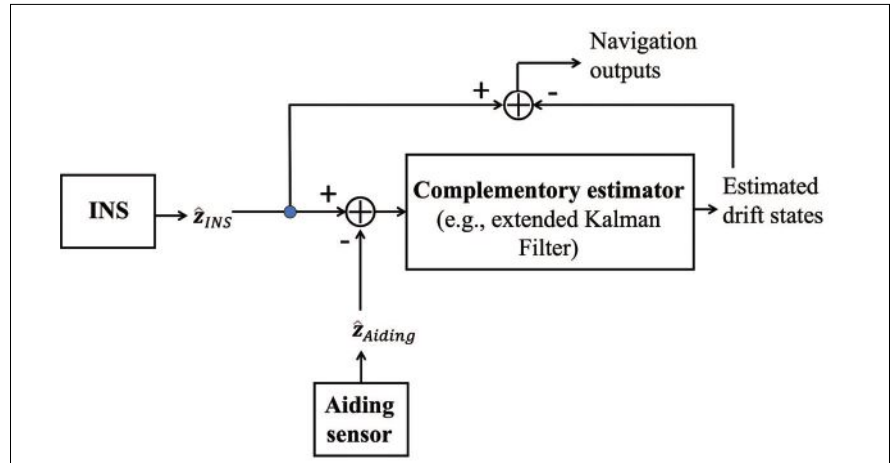 Navigation
outputs
+
-
INS
ẑ_INS
+
-
Complementory estimator
(e.g., extended Kalman
Filter)
Estimated
drift states
ẑ_Aiding
Aiding
sensor